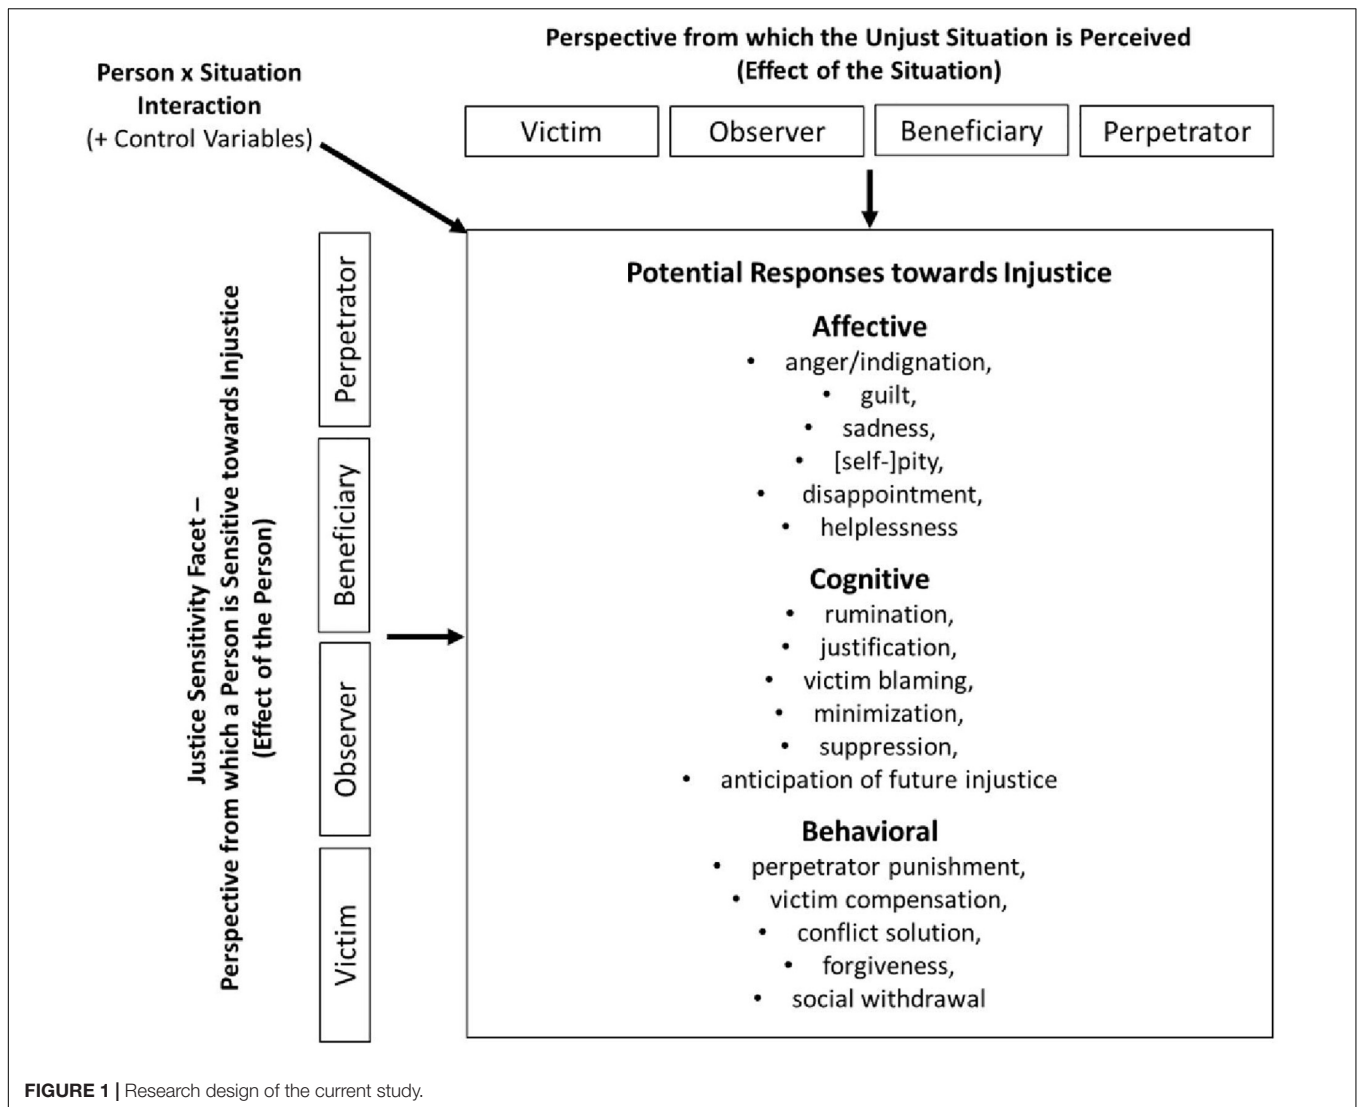 Perspective from which the Unjust Situation is Perceived
(Effect of the Situation)
Person x Situation
Interaction
(+ Control Variables)
Victim
Observer
Beneficiary
Perpetrator
Justice Sensitivity Facet –
Perspective from which a Person is Sensitive towards Injustice
(Effect of the Person)
Perpetrator
Beneficiary
Observer
Victim
Potential Responses towards Injustice
Affective
• anger/indignation,
• guilt,
• sadness,
• [self-]pity,
• disappointment,
• helplessness
Cognitive
• rumination,
• justification,
• victim blaming,
• minimization,
• suppression,
• anticipation of future injustice
Behavioral
• perpetrator punishment,
• victim compensation,
• conflict solution,
• forgiveness,
• social withdrawal
FIGURE 1 | Research design of the current study.